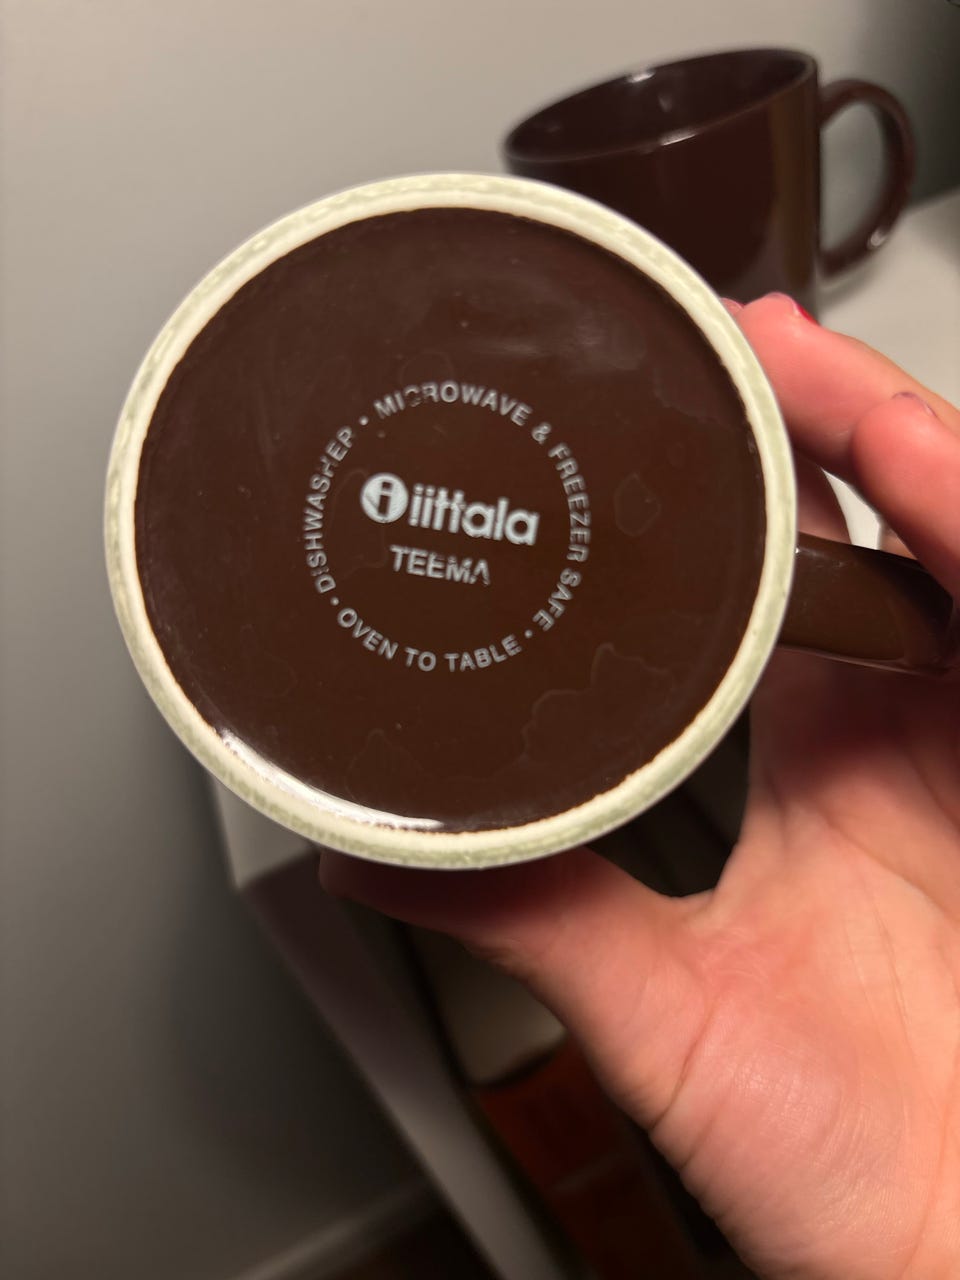 iittala
TEEMA
DISHWASHER • MICROWAVE & FREEZER SAFE • OVEN TO TABLE •